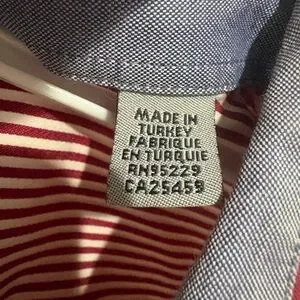 MADE IN
TURKEY
FABRIQUE
EN TURQUIE
RN95229
CA25459